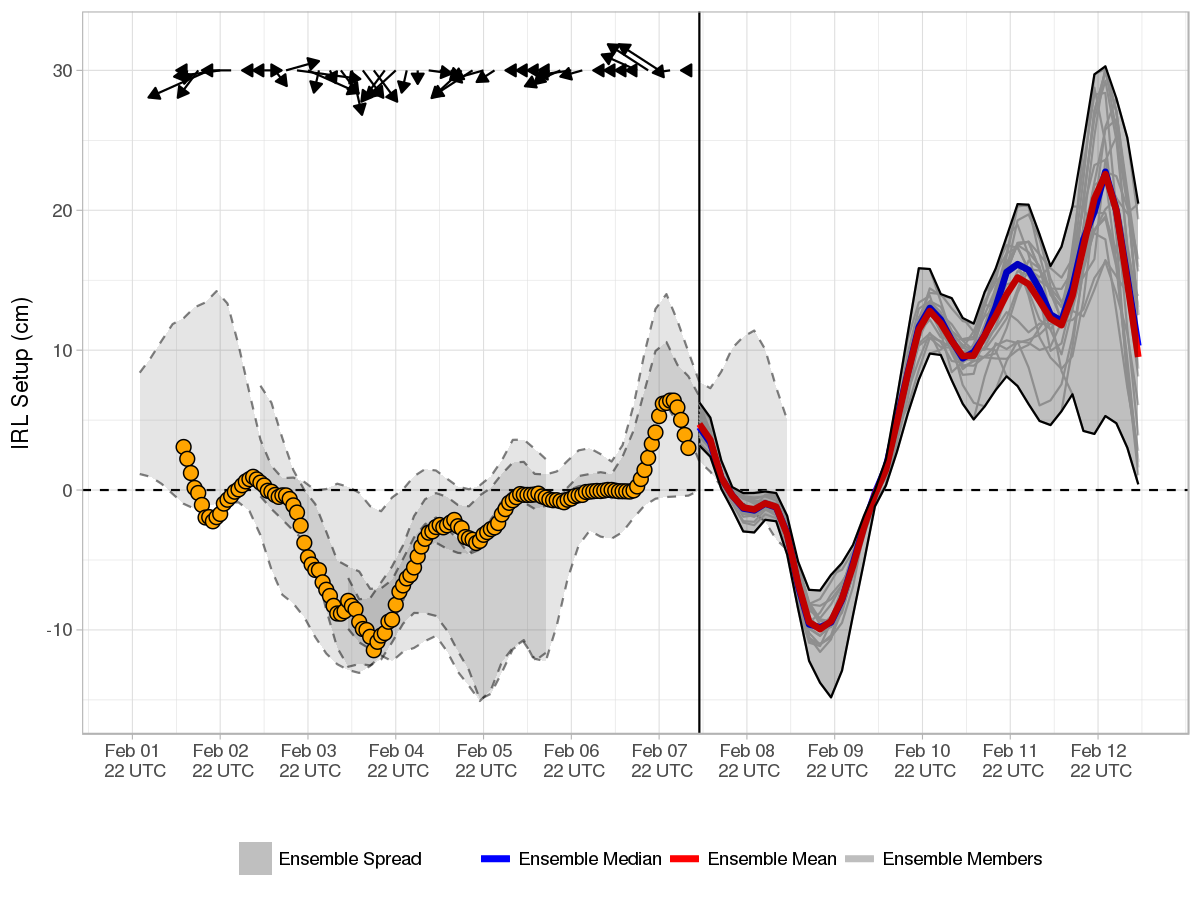 30
20
10
0
-10
IRL Setup (cm)
Feb 01 Feb 02 Feb 03 Feb 04 Feb 05 Feb 06 Feb 07 Feb 08 Feb 09 Feb 10 Feb 11 Feb 12
22 UTC 22 UTC 22 UTC 22 UTC 22 UTC 22 UTC 22 UTC 22 UTC 22 UTC 22 UTC 22 UTC 22 UTC
Ensemble Spread Ensemble Median Ensemble Mean Ensemble Members